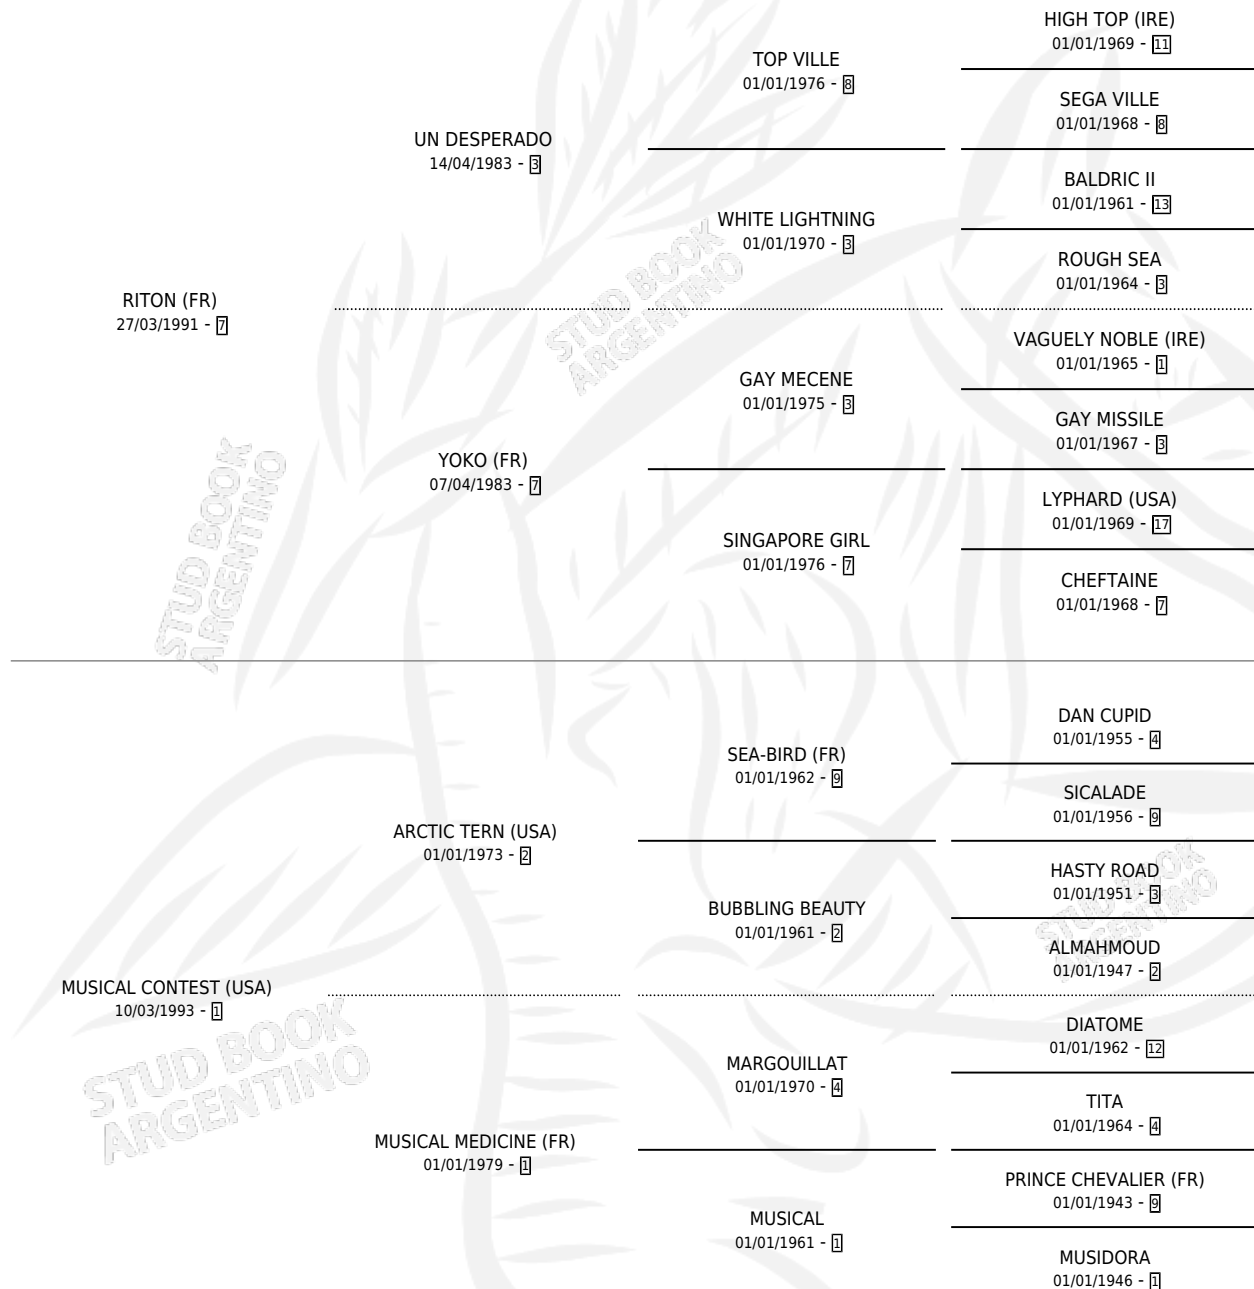 HIGH TOP (IRE)
01/01/1969 - 11
TOP VILLE
01/01/1976 - 8
SEGA VILLE
01/01/1968 - 8
UN DESPERADO
14/04/1983 - 3
BALDRIC II
01/01/1961 - 13
WHITE LIGHTNING
01/01/1970 - 3
ROUGH SEA
01/01/1964 - 3
RITON (FR)
27/03/1991 - 7
VAGUELY NOBLE (IRE)
01/01/1965 - 1
GAY MECENE
01/01/1975 - 3
GAY MISSILE
01/01/1967 - 3
YOKO (FR)
07/04/1983 - 7
LYPHARD (USA)
01/01/1969 - 17
SINGAPORE GIRL
01/01/1976 - 7
CHEFTAINE
01/01/1968 - 7
DAN CUPID
01/01/1955 - 4
SEA-BIRD (FR)
01/01/1962 - 9
SICALADE
01/01/1956 - 9
ARCTIC TERN (USA)
01/01/1973 - 2
HASTY ROAD
01/01/1951 - 3
BUBBLING BEAUTY
01/01/1961 - 2
ALMAHMOUD
01/01/1947 - 2
MUSICAL CONTEST (USA)
10/03/1993 - 1
DIATOME
01/01/1962 - 12
MARGOUILLAT
01/01/1970 - 4
TITA
01/01/1964 - 4
MUSICAL MEDICINE (FR)
01/01/1979 - 1
PRINCE CHEVALIER (FR)
01/01/1943 - 9
MUSICAL
01/01/1961 - 1
MUSIDORA
01/01/1946 - 1
STUD BOOK
ARGENTINO
STUD BOOK
ARGENTINO
STUD BOOK
ARGENTINO
STUD BOOK
ARGENTINO